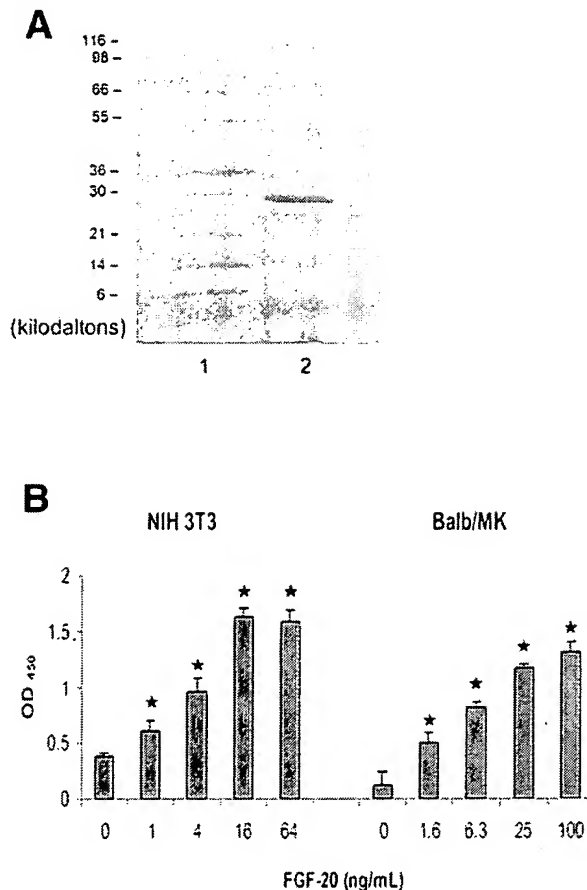 A
116 –
98 –
66 –
55 –
36 –
30 –
21 –
14 –
6 –
(kilodaltons)
1 2
B
NIH 3T3 Balb/MK
2
1.5
1
0.5
0
OD 450
0 1 4 16 64 0 1.6 6.3 25 100
FGF-20 (ng/mL)